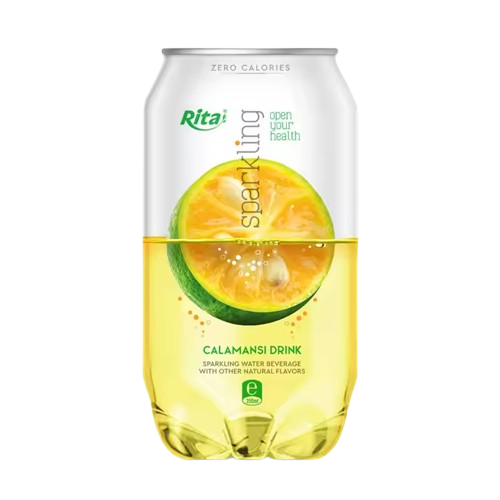 ZERO CALORIES
Rita
sparkling
open
your
health
CALAMANSI DRINK
SPARKLING WATER BEVERAGE
WITH OTHER NATURAL FLAVORS
e